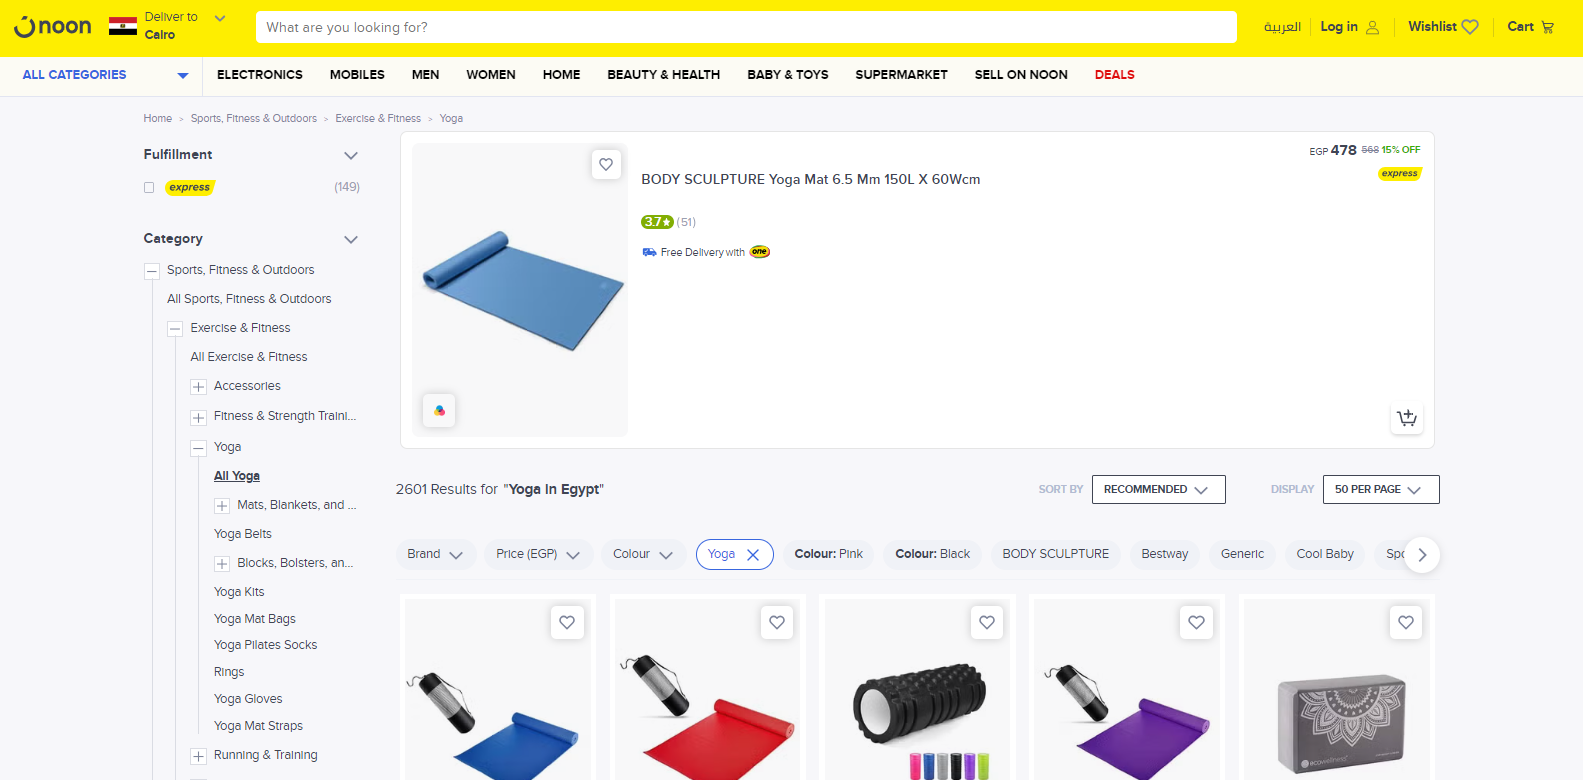 noon
Deliver to
Cairo
What are you looking for?
العربية
Log in
Wishlist
Cart
ALL CATEGORIES
ELECTRONICS
MOBILES
MEN
WOMEN
HOME
BEAUTY & HEALTH
BABY & TOYS
SUPERMARKET
SELL ON NOON
DEALS
Home > Sports, Fitness & Outdoors > Exercise & Fitness > Yoga
Fulfillment
express (149)
Category
Sports, Fitness & Outdoors
All Sports, Fitness & Outdoors
Exercise & Fitness
All Exercise & Fitness
Accessories
Fitness & Strength Traini...
Yoga
All Yoga
Mats, Blankets, and ...
Yoga Belts
Blocks, Bolsters, an...
Yoga Kits
Yoga Mat Bags
Yoga Pilates Socks
Rings
Yoga Gloves
Yoga Mat Straps
Running & Training
EGP 478 568 15% OFF
express
BODY SCULPTURE Yoga Mat 6.5 Mm 150L X 60Wcm
3.7 (51)
Free Delivery with one
2601 Results for "Yoga in Egypt"
SORT BY
RECOMMENDED
DISPLAY
50 PER PAGE
Brand
Price (EGP)
Colour
Yoga
Colour: Pink
Colour: Black
BODY SCULPTURE
Bestway
Generic
Cool Baby
Spo
ecowellness